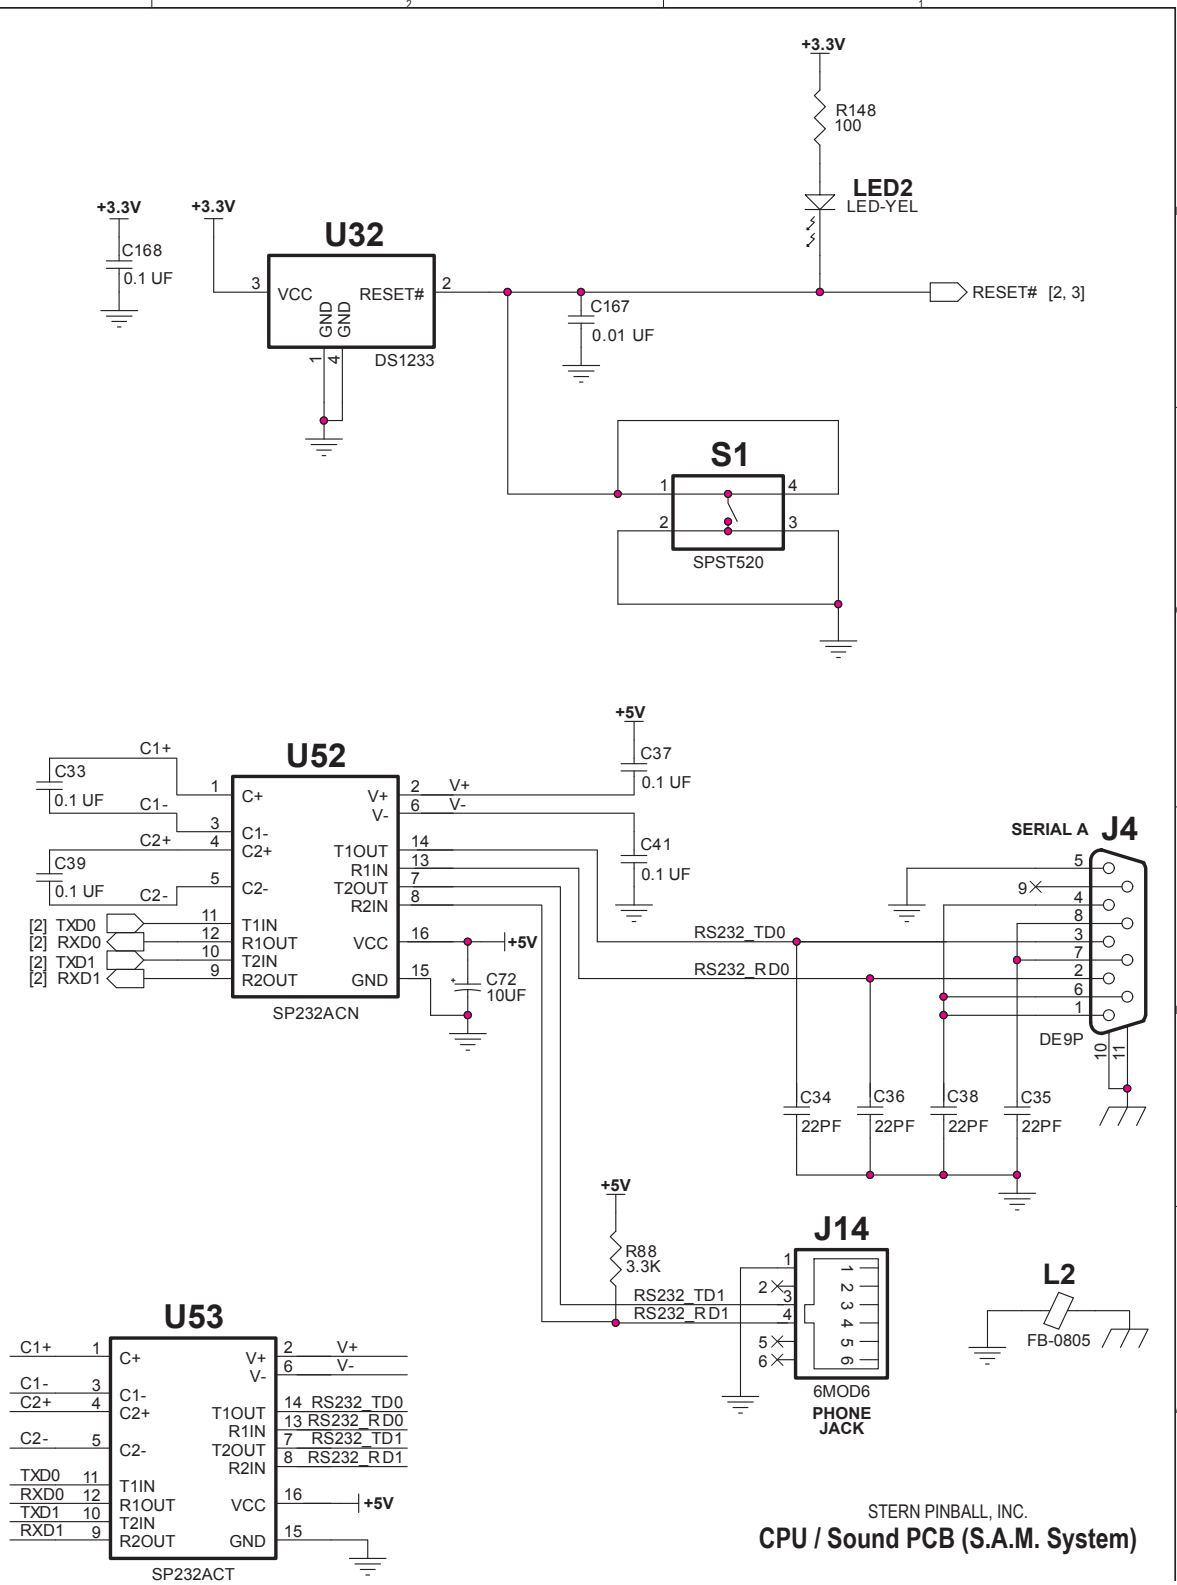 2 1
+3.3V
R148
100
LED2
LED-YEL
+3.3V
C168
0.1 UF
+3.3V
U32
3 VCC RESET# 2
GND
GND
1
4
DS1233
C167
0.01 UF
RESET# [2, 3]
S1
1 4
2 3
SPST520
+5V
C37
0.1 UF
C1+
C33
0.1 UF
C1-
C2+
C39
0.1 UF
C2-
U52
1 C+ V+ 2 V+
V- 6 V-
3 C1-
4 C2+ T1OUT 14
R1IN 13
5 C2- T2OUT 7
R2IN 8
[2] TXD0 11 T1IN
[2] RXD0 12 R1OUT VCC 16 +5V
[2] TXD1 10 T2IN
[2] RXD1 9 R2OUT GND 15
SP232ACN
C72
+
10UF
C41
0.1 UF
RS232_TD0
RS232_RD0
SERIAL A J4
5
9
4
8
3
7
2
6
1
DE9P
10
11
C34
22PF
C36
22PF
C38
22PF
C35
22PF
+5V
R88
3.3K
RS232_TD1
RS232_RD1
J14
1 1
2 2
3 3
4 4
5 5
6 6
6MOD6
PHONE
JACK
L2
FB-0805
U53
C1+ 1 C+ V+ 2 V+
V- 6 V-
C1- 3 C1-
C2+ 4 C2+ T1OUT 14 RS232_TD0
R1IN 13 RS232_RD0
C2- 5 C2- T2OUT 7 RS232_TD1
R2IN 8 RS232_RD1
TXD0 11 T1IN
RXD0 12 R1OUT VCC 16 +5V
TXD1 10 T2IN
RXD1 9 R2OUT GND 15
SP232ACT
STERN PINBALL, INC.
CPU / Sound PCB (S.A.M. System)